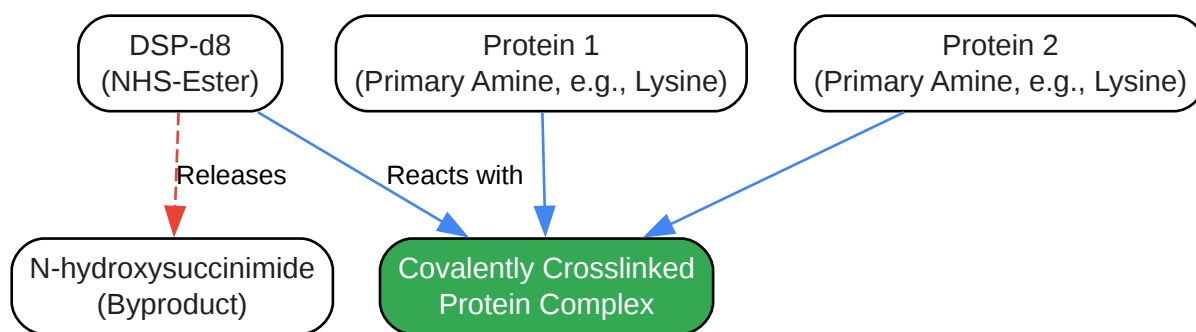 DSP-d8
(NHS-Ester)
Protein 1
(Primary Amine, e.g., Lysine)
Protein 2
(Primary Amine, e.g., Lysine)
Releases
Reacts with
N-hydroxysuccinimide
(Byproduct)
Covalently Crosslinked
Protein Complex